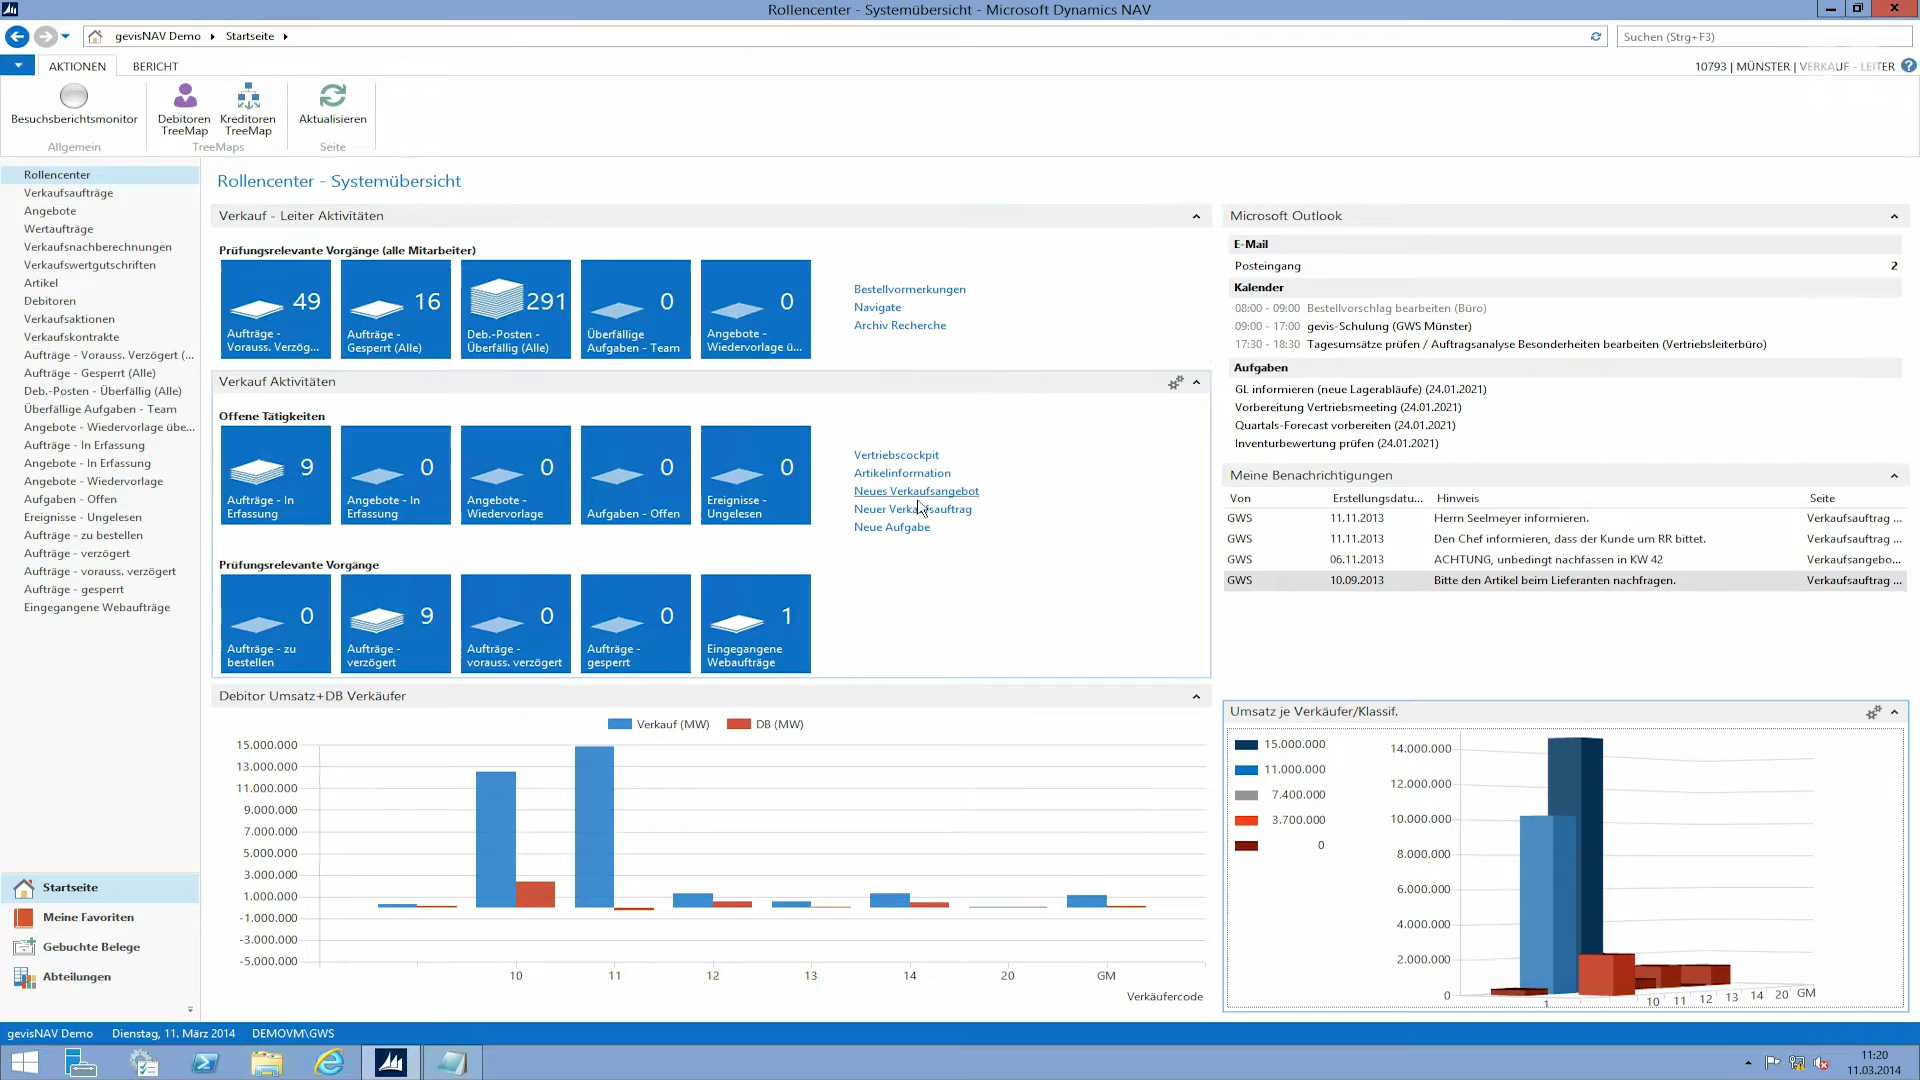 Rollencenter - Systemübersicht - Microsoft Dynamics NAV
gevisNAV Demo
Startseite
Suchen (Strg+F3)
AKTIONEN
BERICHT
10793 | MÜNSTER | VERKAUF - LEITER
Besuchsberichtsmonitor
Debitoren TreeMap
Kreditoren TreeMap
Aktualisieren
Allgemein
TreeMaps
Seite
Rollencenter
Verkaufsaufträge
Angebote
Wertaufträge
Verkaufsnachberechnungen
Verkaufswertgutschriften
Artikel
Debitoren
Verkaufsaktionen
Verkaufskontrakte
Aufträge - Vorauss. Verzögert (...
Aufträge - Gesperrt (Alle)
Deb.-Posten - Überfällig (Alle)
Überfällige Aufgaben - Team
Angebote - Wiedervorlage übe...
Aufträge - In Erfassung
Angebote - In Erfassung
Angebote - Wiedervorlage
Aufgaben - Offen
Ereignisse - Ungelesen
Aufträge - zu bestellen
Aufträge - verzögert
Aufträge - vorauss. verzögert
Aufträge - gesperrt
Eingegangene Webaufträge
Startseite
Meine Favoriten
Gebuchte Belege
Abteilungen
Rollencenter - Systemübersicht
Verkauf - Leiter Aktivitäten
Prüfungsrelevante Vorgänge (alle Mitarbeiter)
49
Aufträge -
Vorauss. Verzög...
16
Aufträge -
Gesperrt (Alle)
291
Deb.-Posten -
Überfällig (Alle)
0
Überfällige
Aufgaben - Team
0
Angebote -
Wiedervorlage ü...
Bestellvormerkungen
Navigate
Archiv Recherche
Verkauf Aktivitäten
Offene Tätigkeiten
9
Aufträge - In
Erfassung
0
Angebote - In
Erfassung
0
Angebote -
Wiedervorlage
0
Aufgaben - Offen
0
Ereignisse -
Ungelesen
Vertriebscockpit
Artikelinformation
Neues Verkaufsangebot
Neuer Verkaufsauftrag
Neue Aufgabe
Prüfungsrelevante Vorgänge
0
Aufträge - zu
bestellen
9
Aufträge -
verzögert
0
Aufträge -
vorauss. verzögert
0
Aufträge -
gesperrt
1
Eingegangene
Webaufträge
Debitor Umsatz+DB Verkäufer
Verkauf (MW)
DB (MW)
15.000.000
13.000.000
11.000.000
9.000.000
7.000.000
5.000.000
3.000.000
1.000.000
-1.000.000
-3.000.000
-5.000.000
10 11 12 13 14 20 GM
Verkäufercode
Microsoft Outlook
E-Mail
Posteingang 2
Kalender
08:00 - 09:00 Bestellvorschlag bearbeiten (Büro)
09:00 - 17:00 gevis-Schulung (GWS Münster)
17:30 - 18:30 Tagesumsätze prüfen / Auftragsanalyse Besonderheiten bearbeiten (Vertriebsleiterbüro)
Aufgaben
GL informieren (neue Lagerabläufe) (24.01.2021)
Vorbereitung Vertriebsmeeting (24.01.2021)
Quartals-Forecast vorbereiten (24.01.2021)
Inventurbewertung prüfen (24.01.2021)
Meine Benachrichtigungen
Von Erstellungsdatu... Hinweis Seite
GWS 11.11.2013 Herrn Seelmeyer informieren. Verkaufsauftrag ...
GWS 11.11.2013 Den Chef informieren, dass der Kunde um RR bittet. Verkaufsauftrag ...
GWS 06.11.2013 ACHTUNG, unbedingt nachfassen in KW 42 Verkaufsangebo...
GWS 10.09.2013 Bitte den Artikel beim Lieferanten nachfragen. Verkaufsauftrag ...
Umsatz je Verkäufer/Klassif.
15.000.000
11.000.000
7.400.000
3.700.000
0
14.000.000
12.000.000
10.000.000
8.000.000
6.000.000
4.000.000
2.000.000
0
1
10 11 12 13 14 20 GM
gevisNAV Demo Dienstag, 11. März 2014 DEMOVM\GWS
11:20
11.03.2014